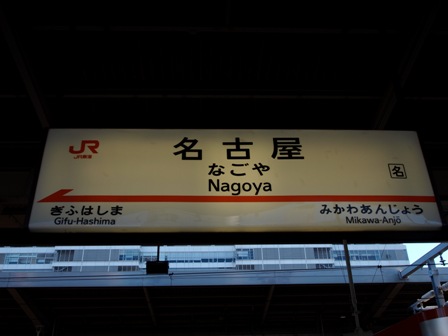 JR
JR東海
名古屋
なごや
Nagoya
名
ぎふはしま
Gifu-Hashima
みかわあんじょう
Mikawa-Anjō